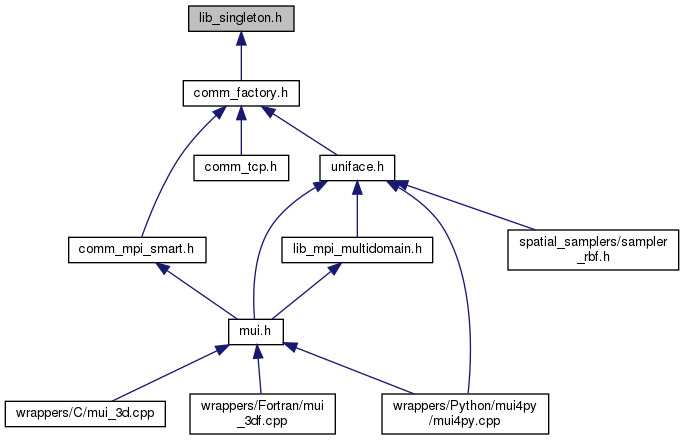 lib_singleton.h
comm_factory.h
comm_tcp.h
uniface.h
comm_mpi_smart.h
lib_mpi_multidomain.h
spatial_samplers/sampler
_rbf.h
mui.h
wrappers/C/mui_3d.cpp
wrappers/Fortran/mui
_3df.cpp
wrappers/Python/mui4py
/mui4py.cpp